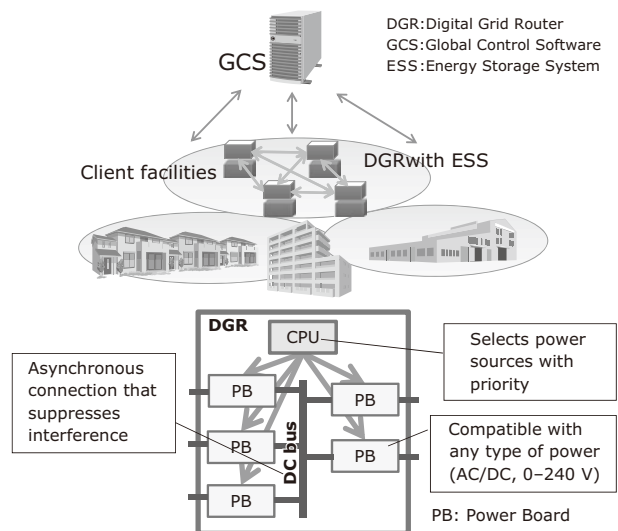 DGR:Digital Grid Router
GCS:Global Control Software
ESS:Energy Storage System
GCS
Client facilities
DGRwith ESS
DGR
CPU
Selects power
sources with
priority
Asynchronous
connection that
suppresses
interference
PB
PB
PB
PB
PB
DC bus
Compatible with
any type of power
(AC/DC, 0–240 V)
PB: Power Board